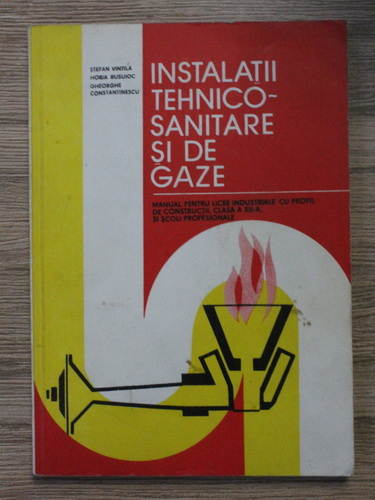 ȘTEFAN VINTILĂ
HORIA BUSUIOC
GHEORGHE
CONSTANTINESCU
INSTALAȚII
TEHNICO-
SANITARE
ȘI DE
GAZE
MANUAL PENTRU LICEE INDUSTRIALE CU PROFIL
DE CONSTRUCȚII, CLASA A XII-A,
ȘI ȘCOLI PROFESIONALE